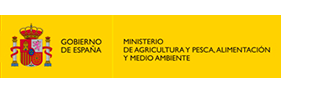 GOBIERNO
DE ESPAÑA
MINISTERIO
DE AGRICULTURA Y PESCA, ALIMENTACIÓN
Y MEDIO AMBIENTE